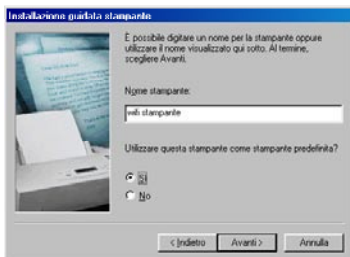 Installazione guidata stampante
È possibile digitare un nome per la stampante oppure
utilizzare il nome visualizzato qui sotto. Al termine,
scegliere Avanti.
Nome stampante:
web stampante
Utilizzare questa stampante come stampante predefinita?
Sì
No
< Indietro
Avanti >
Annulla